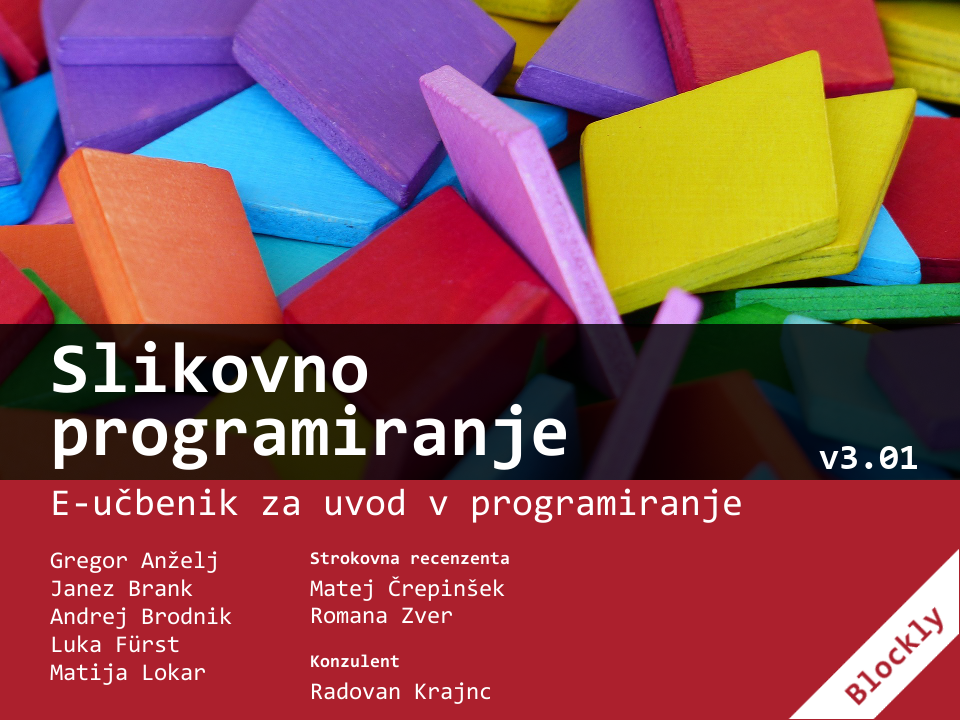 Slikovno
programiranje
v3.01
E-učbenik za uvod v programiranje
Gregor Anželj
Janez Brank
Andrej Brodnik
Luka Fürst
Matija Lokar
Strokovna recenzenta
Matej Črepinšek
Romana Zver
Konzulent
Radovan Krajnc
Blockly